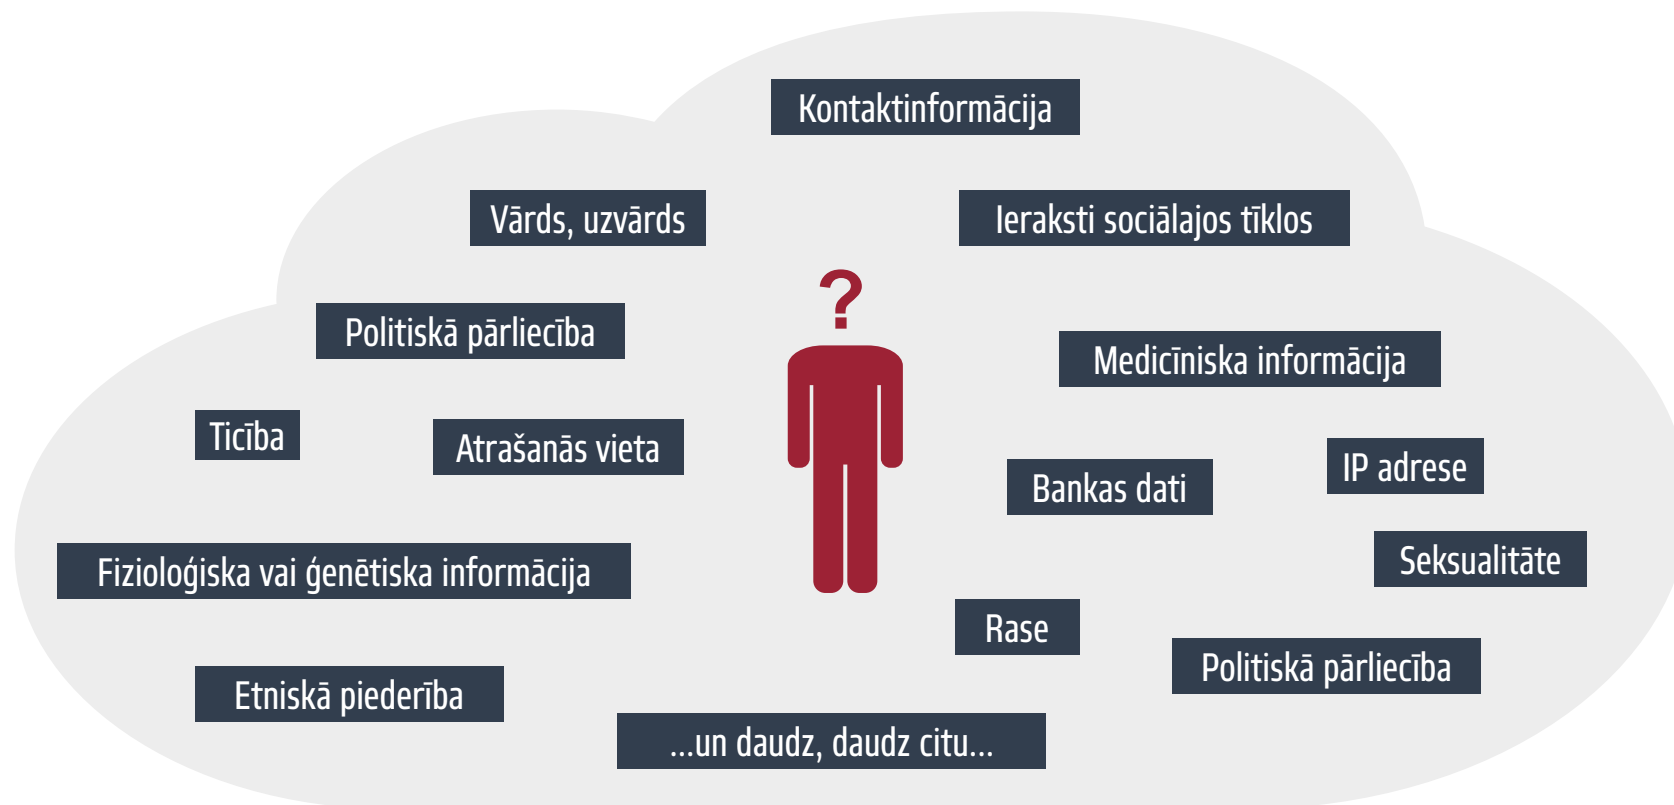 Kontaktinformācija
Vārds, uzvārds
Ieraksti sociālajos tīklos
?
Politiskā pārliecība
Medicīniska informācija
Ticība
Atrašanās vieta
IP adrese
Bankas dati
Seksualitāte
Fizioloģiska vai ģenētiska informācija
Rase
Politiskā pārliecība
Etniskā piederība
...un daudz, daudz citu...